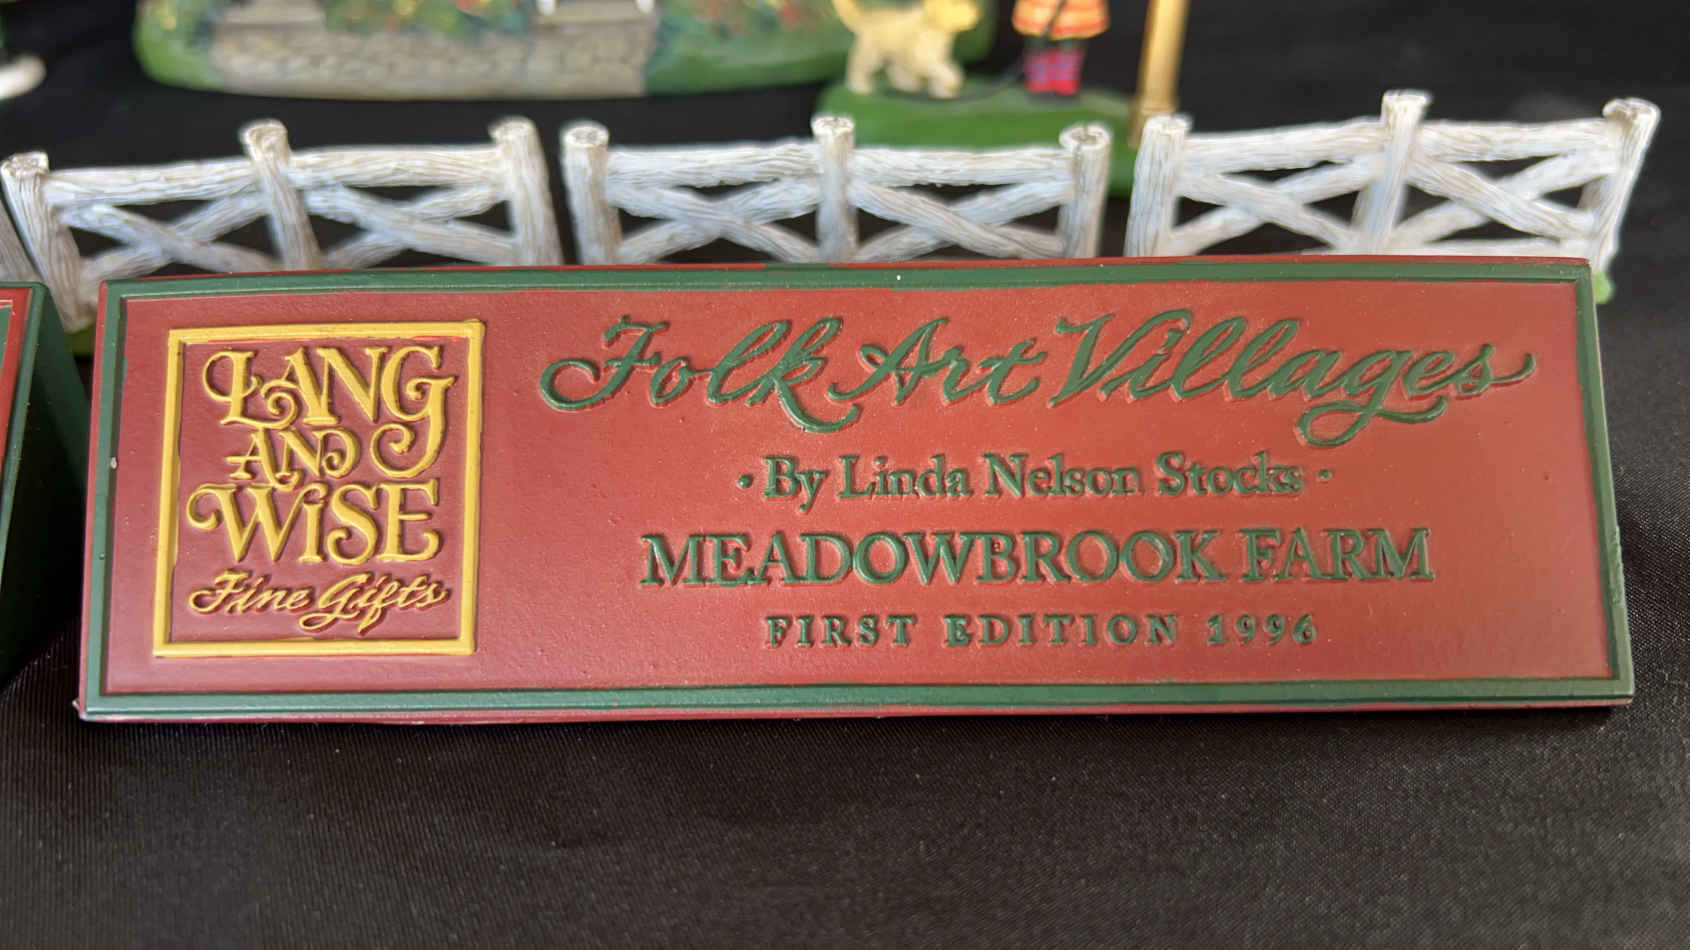 LANG
AND
WiSE
Fine Gifts
Folk Art Villages
• By Linda Nelson Stocks •
MEADOWBROOK FARM
FIRST EDITION 1996